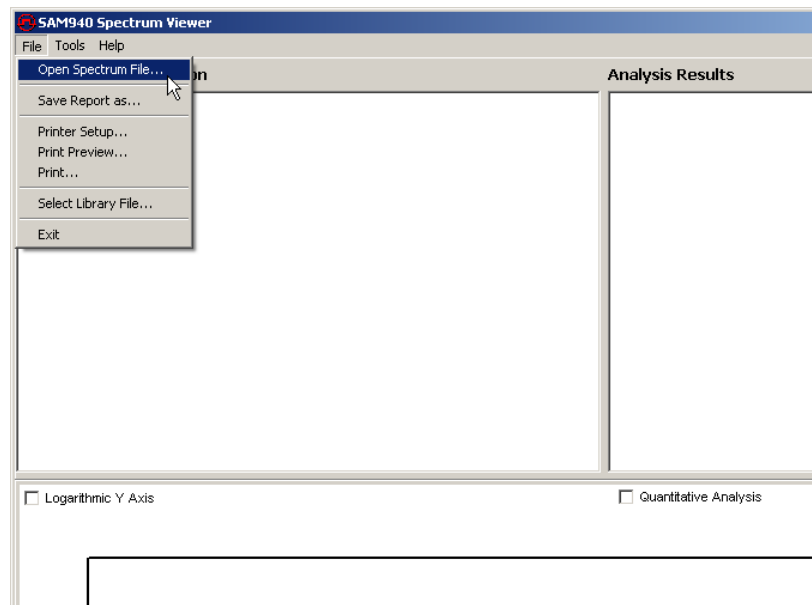 SAM940 Spectrum Viewer
File Tools Help
Open Spectrum File...
Analysis Results
Save Report as...
Printer Setup...
Print Preview...
Print...
Select Library File...
Exit
Logarithmic Y Axis
Quantitative Analysis